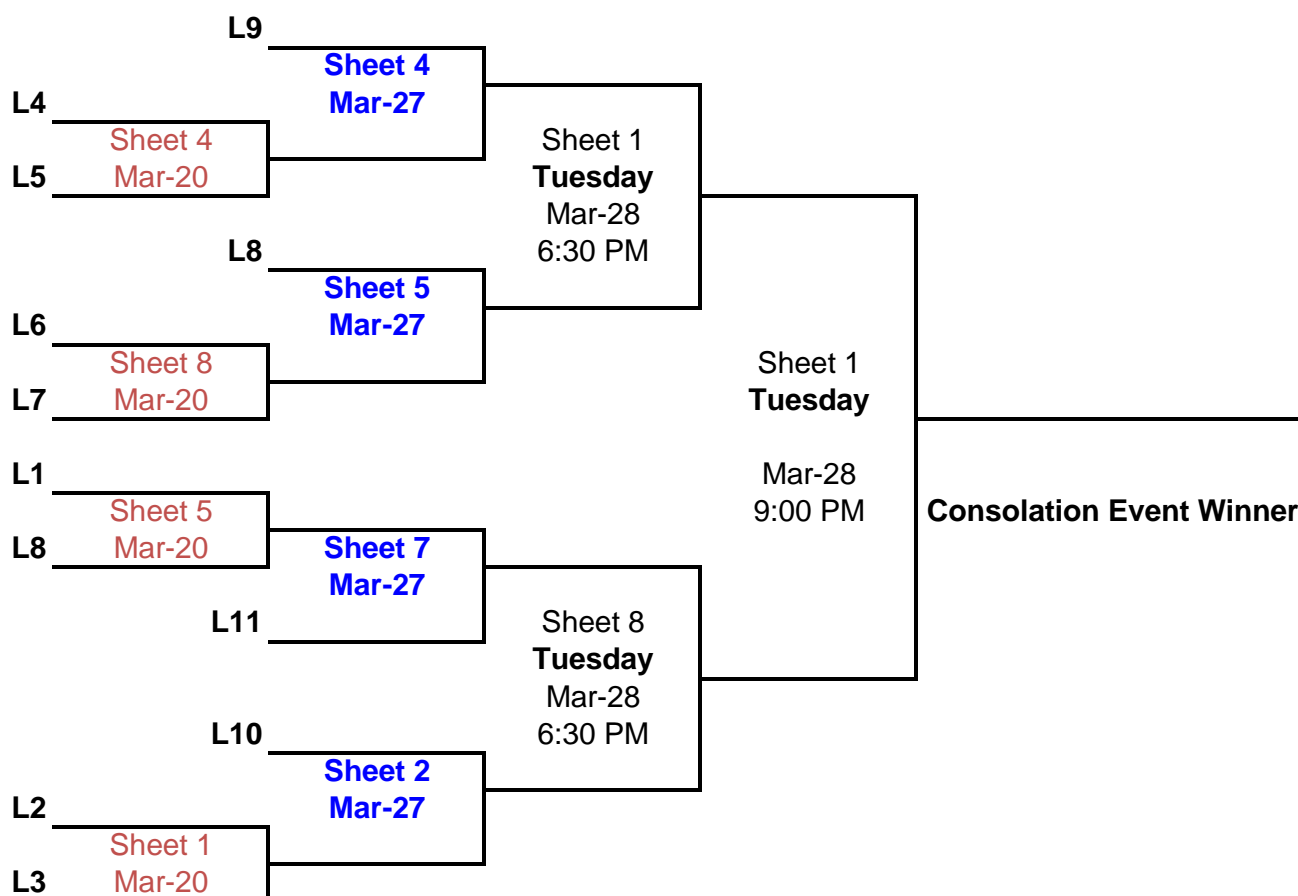 L9
Sheet 4
Mar-27
L4
Sheet 4
Mar-20
L5
Sheet 1
Tuesday
Mar-28
6:30 PM
L8
Sheet 5
Mar-27
L6
Sheet 8
Mar-20
L7
Sheet 1
Tuesday
Mar-28
9:00 PM
Consolation Event Winner
L1
Sheet 5
Mar-20
L8
Sheet 7
Mar-27
L11
Sheet 8
Tuesday
Mar-28
6:30 PM
L10
Sheet 2
Mar-27
L2
Sheet 1
Mar-20
L3